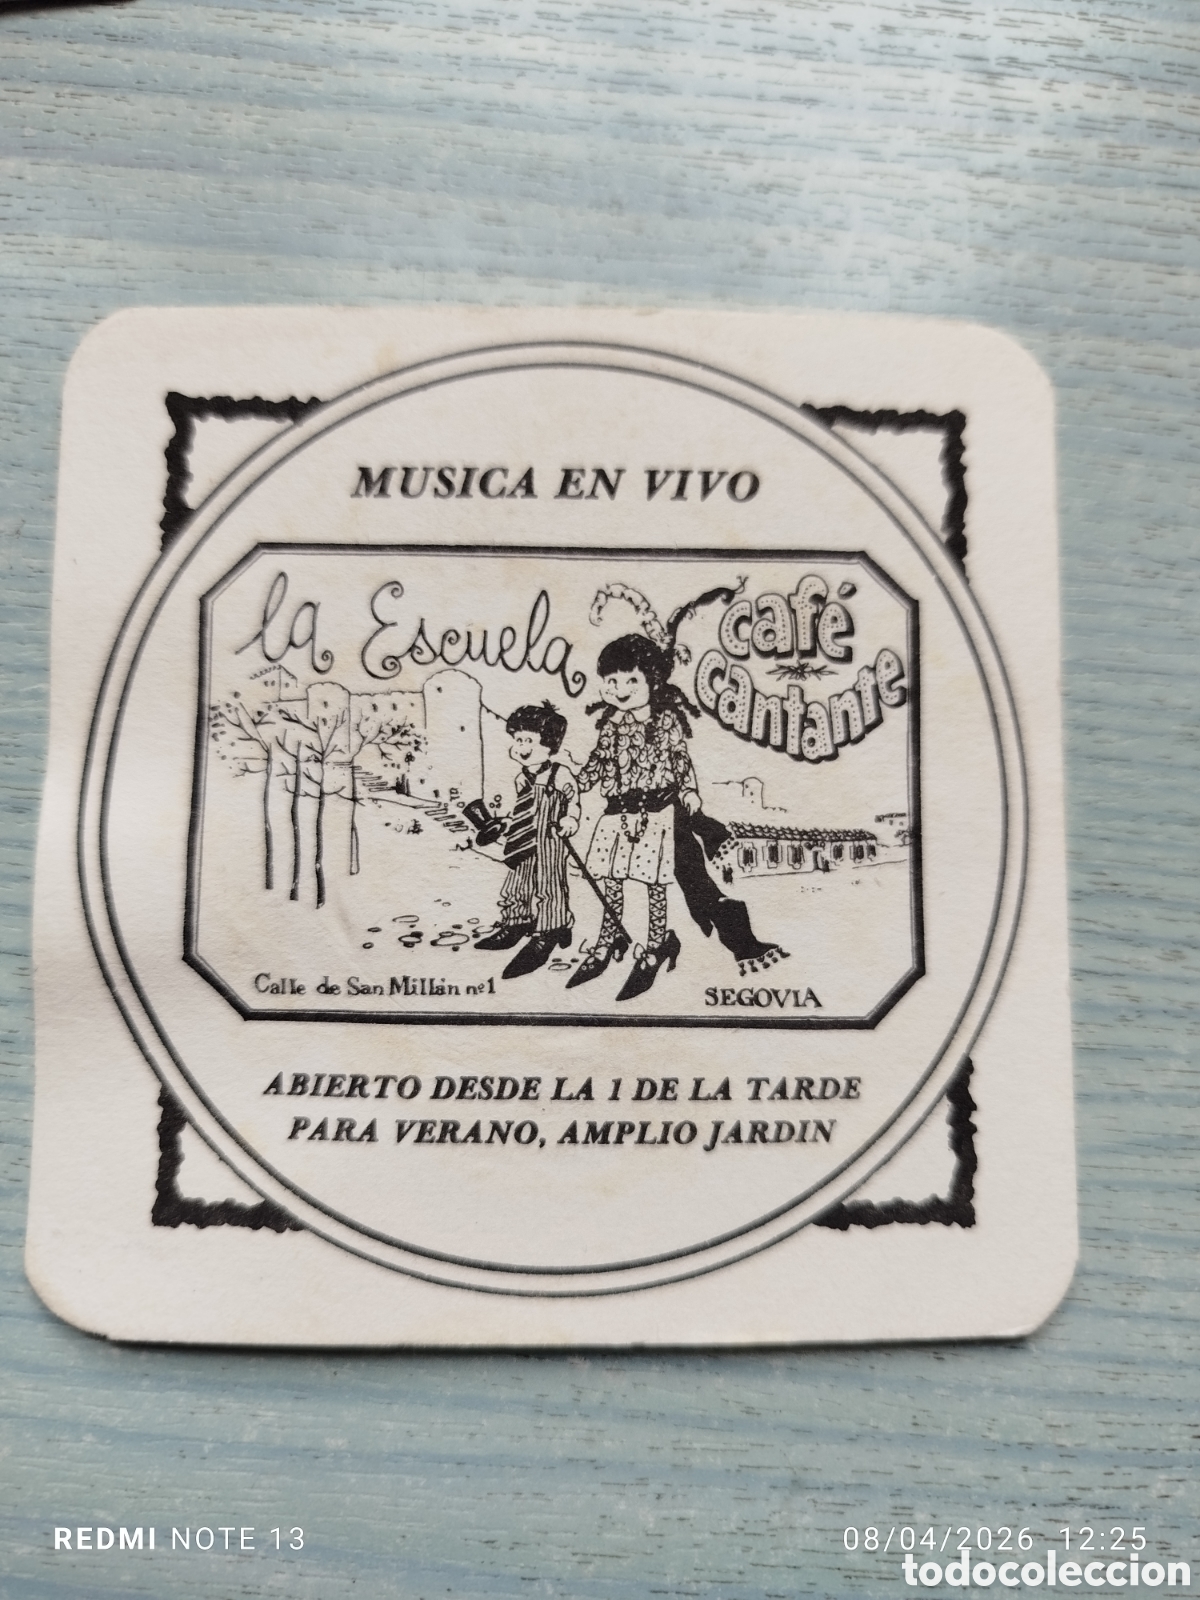 MUSICA EN VIVO
la Escuela
café
cantante
Calle de San Millán nº1
SEGOVIA
ABIERTO DESDE LA 1 DE LA TARDE
PARA VERANO, AMPLIO JARDIN
REDMI NOTE 13
08/04/2026 12:25
todocoleccion